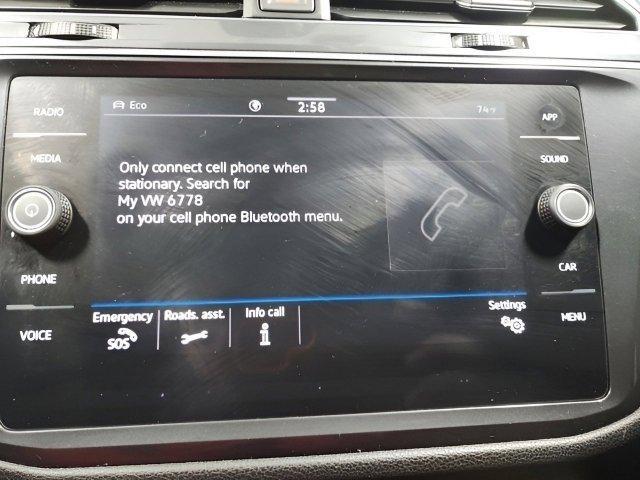 Eco
2:58
74°F
RADIO
MEDIA
PHONE
VOICE
Only connect cell phone when
stationary. Search for
My VW 6778
on your cell phone Bluetooth menu.
APP
SOUND
CAR
MENU
Emergency
SOS
Roads. asst.
Info call
Settings